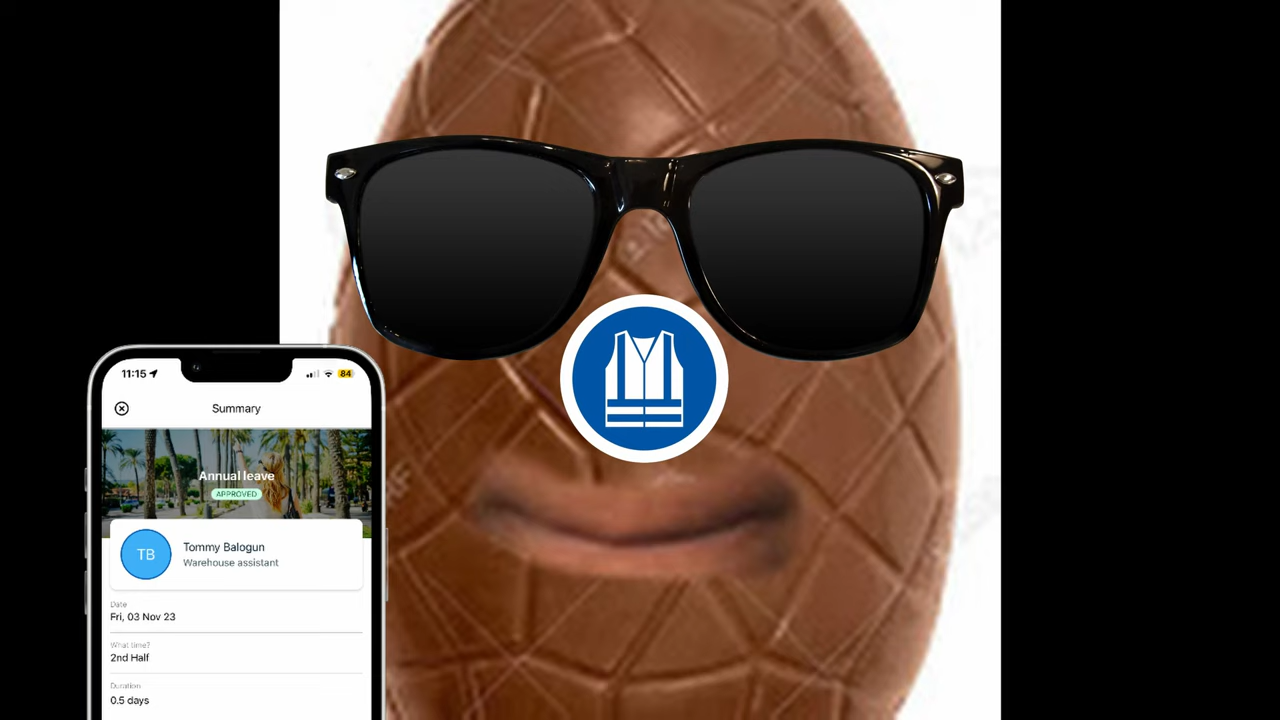 11:15
84
Summary
Annual leave
APPROVED
TB
Tommy Balogun
Warehouse assistant
Date
Fri, 03 Nov 23
What time?
2nd Half
Duration
0.5 days